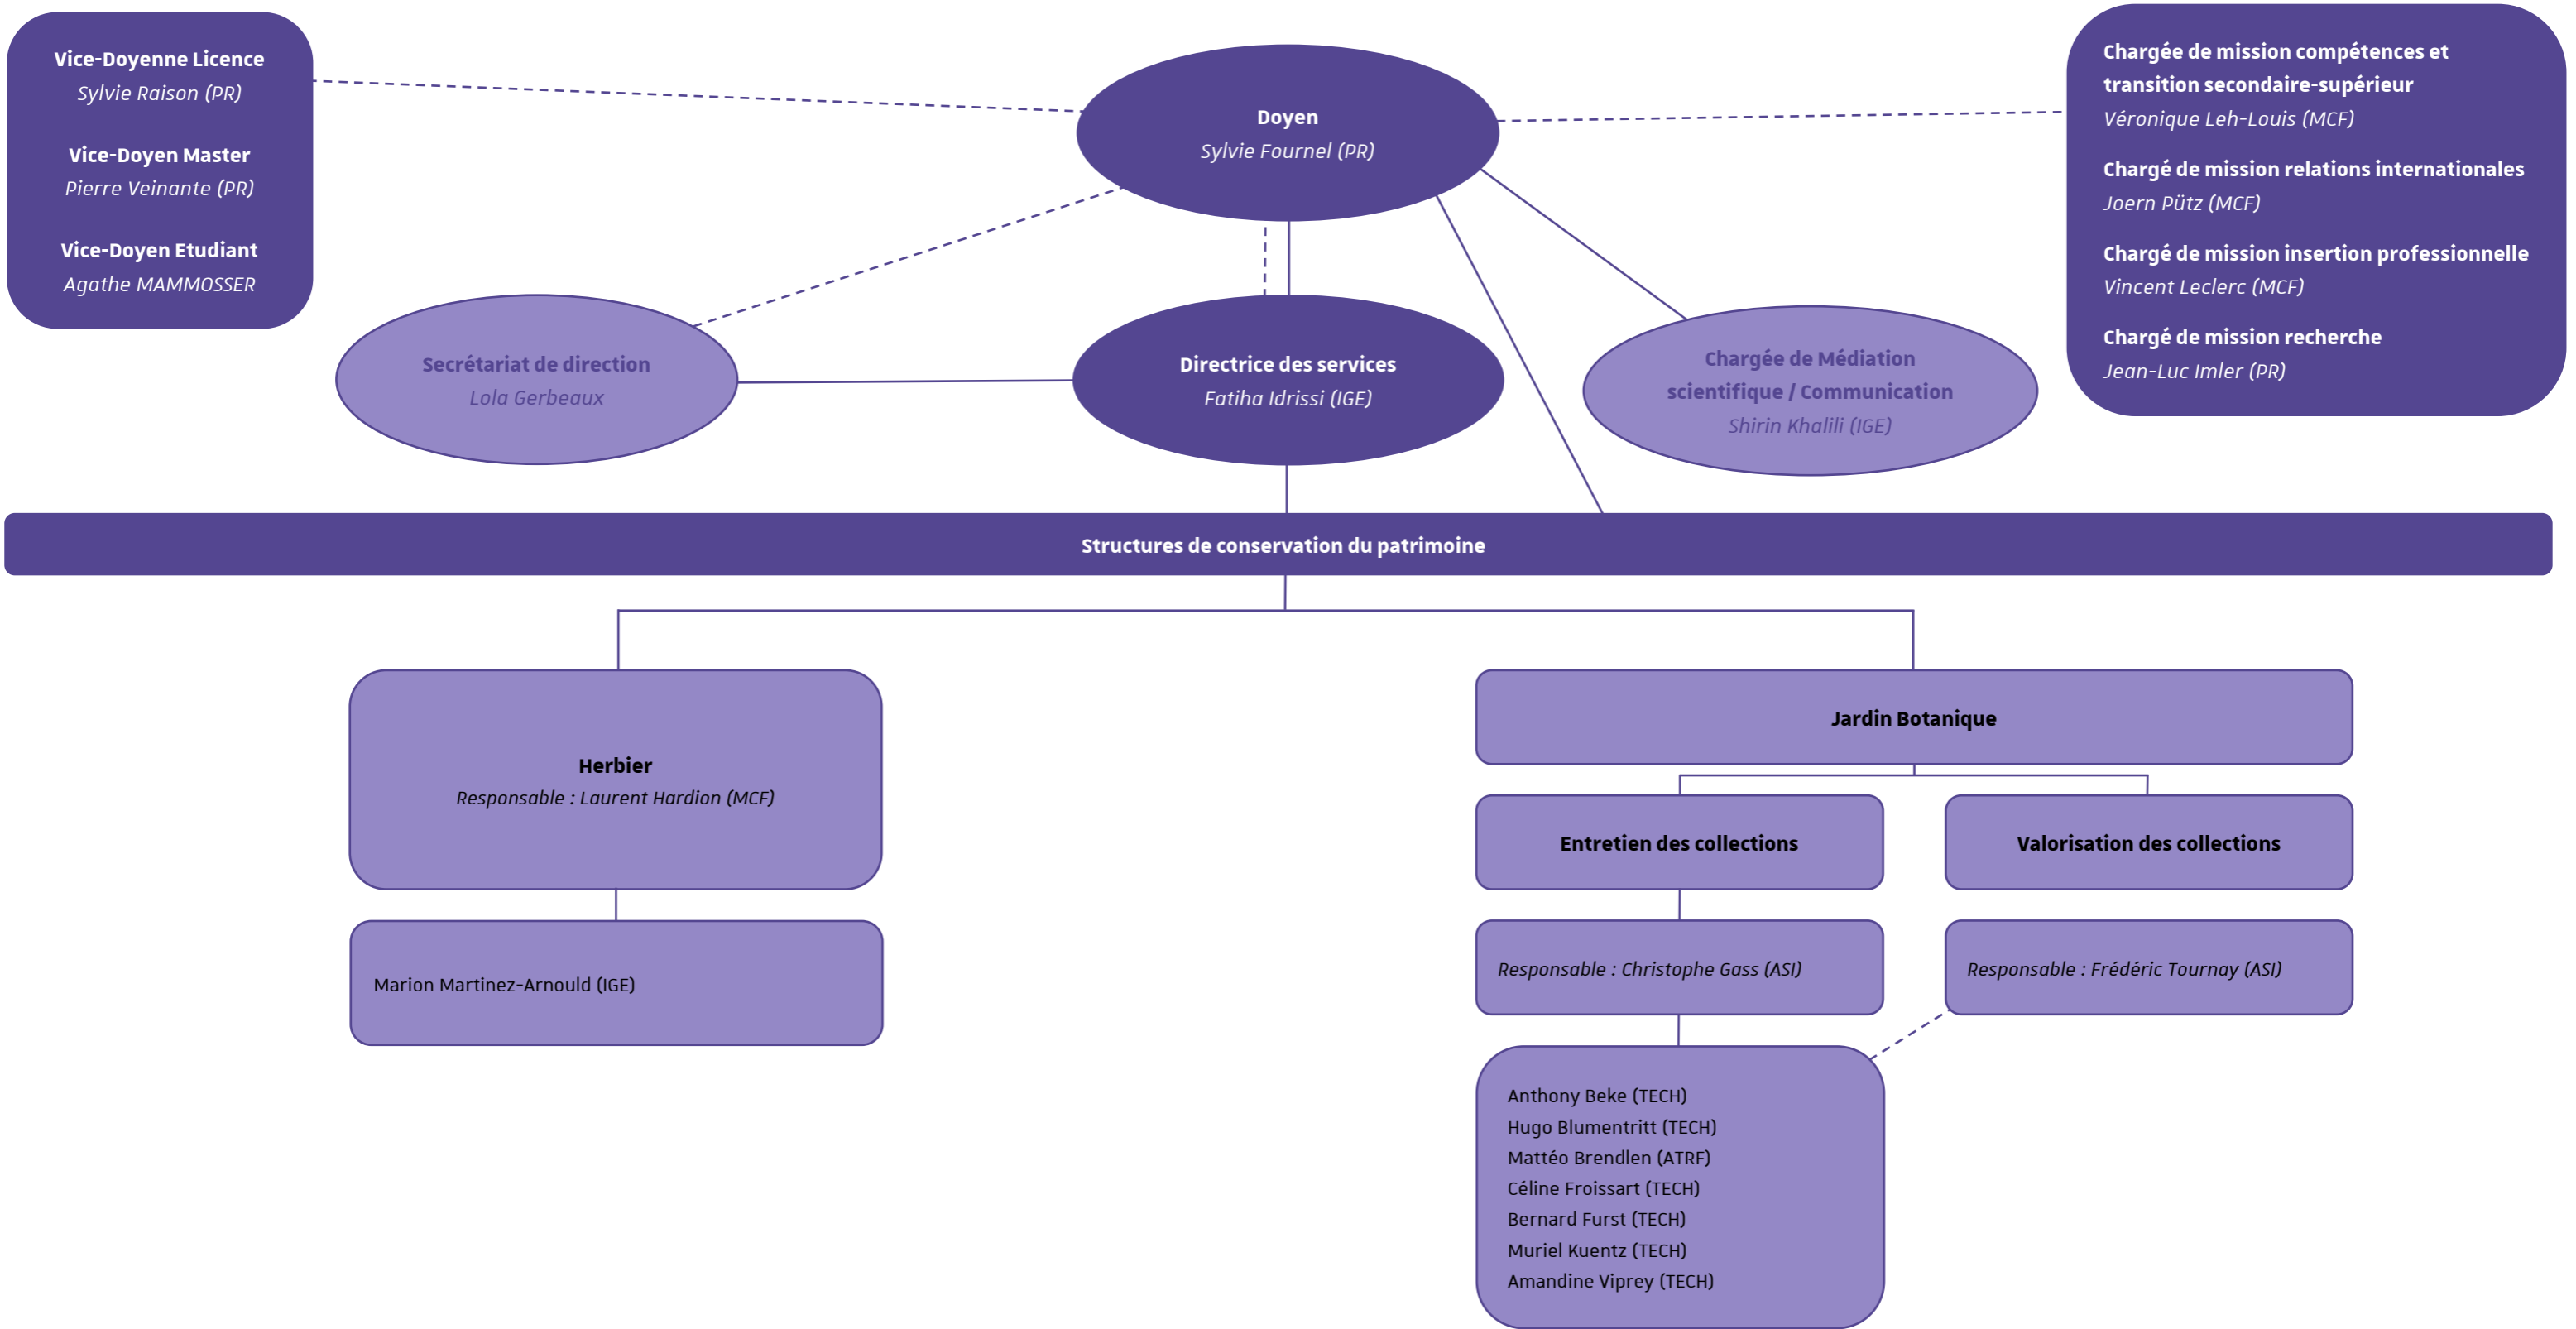 Vice-Doyenne Licence
Sylvie Raison (PR)
Vice-Doyen Master
Pierre Veinante (PR)
Vice-Doyen Etudiant
Agathe MAMMOSSER
Doyen
Sylvie Fournel (PR)
Chargée de mission compétences et
transition secondaire-supérieur
Véronique Leh-Louis (MCF)
Chargé de mission relations internationales
Joern Pütz (MCF)
Chargé de mission insertion professionnelle
Vincent Leclerc (MCF)
Chargé de mission recherche
Jean-Luc Imler (PR)
Secrétariat de direction
Lola Gerbeaux
Directrice des services
Fatiha Idrissi (IGE)
Chargée de Médiation
scientifique / Communication
Shirin Khalili (IGE)
Structures de conservation du patrimoine
Herbier
Responsable : Laurent Hardion (MCF)
Marion Martinez-Arnould (IGE)
Jardin Botanique
Entretien des collections
Valorisation des collections
Responsable : Christophe Gass (ASI)
Responsable : Frédéric Tournay (ASI)
Anthony Beke (TECH)
Hugo Blumentritt (TECH)
Mattéo Brendlen (ATRF)
Céline Froissart (TECH)
Bernard Furst (TECH)
Muriel Kuentz (TECH)
Amandine Viprey (TECH)